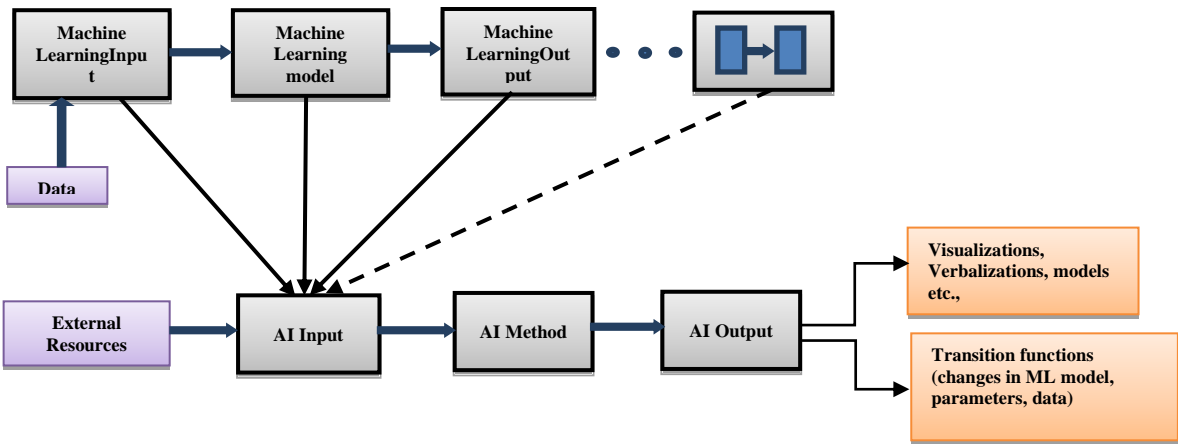 Machine
LearningInpu
t
Machine
Learning
model
Machine
LearningOut
put
Data
External
Resources
AI Input
AI Method
AI Output
Visualizations,
Verbalizations, models
etc.,
Transition functions
(changes in ML model,
parameters, data)